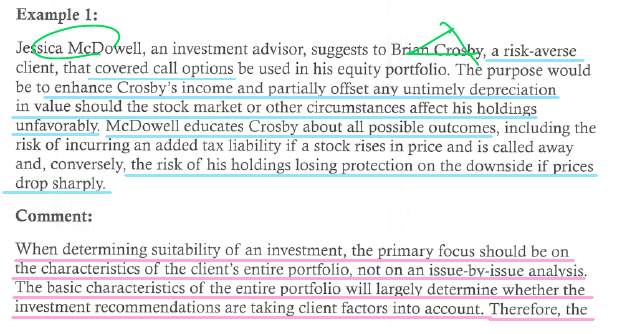 Example 1:
Jessica McDowell, an investment advisor, suggests to Brian Crosby, a risk-averse
client, that covered call options be used in his equity portfolio. The purpose would
be to enhance Crosby's income and partially offset any untimely depreciation
in value should the stock market or other circumstances affect his holdings
unfavorably. McDowell educates Crosby about all possible outcomes, including the
risk of incurring an added tax liability if a stock rises in price and is called away
and, conversely, the risk of his holdings losing protection on the downside if prices
drop sharply.
Comment:
When determining suitability of an investment, the primary focus should be on
the characteristics of the client's entire portfolio, not on an issue-by-issue analysis.
The basic characteristics of the entire portfolio will largely determine whether the
investment recommendations are taking client factors into account. Therefore, the